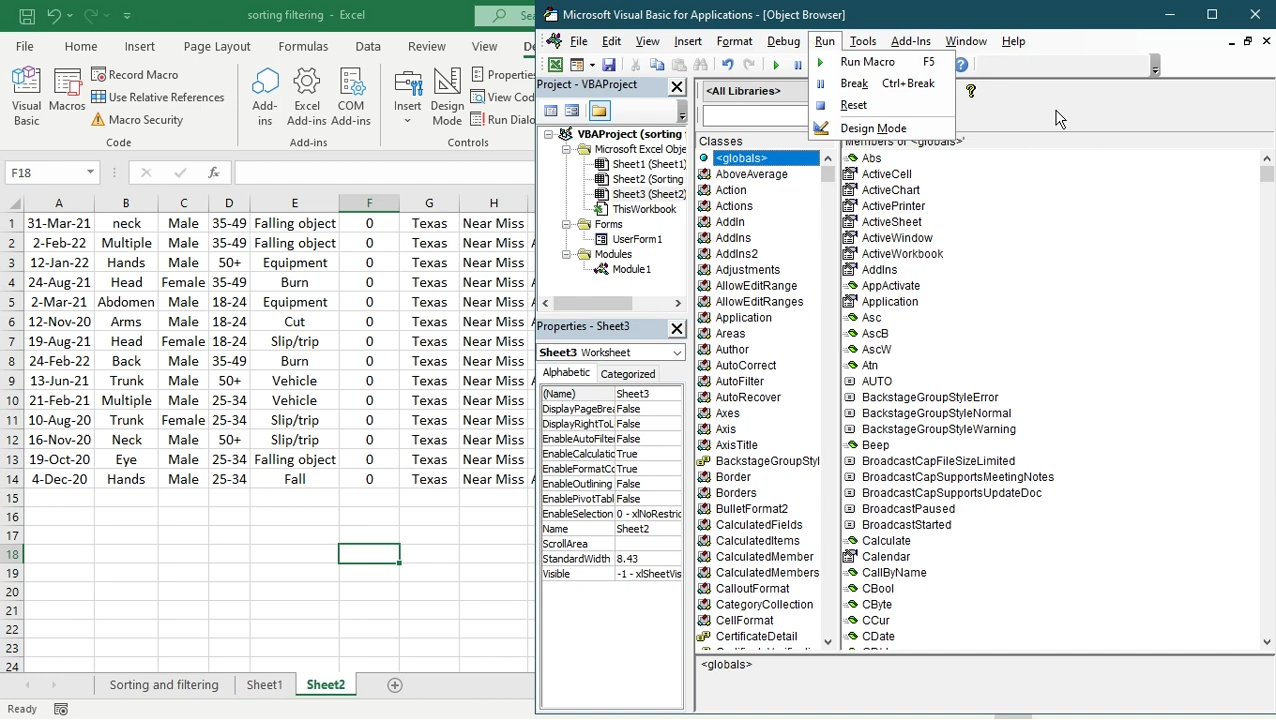 sorting filtering - Excel
File Home Insert Page Layout Formulas Data Review View
Visual Basic
Macros
Record Macro
Use Relative References
Macro Security
Code
Add-ins
Excel Add-ins
COM Add-ins
Add-ins
Insert
Design Mode
Properties
View Code
Run Dialog
Controls
F18
fx
A B C D E F G H
1 31-Mar-21 neck Male 35-49 Falling object 0 Texas Near Miss
2 2-Feb-22 Multiple Male 35-49 Falling object 0 Texas Near Miss
3 12-Jan-22 Hands Male 50+ Equipment 0 Texas Near Miss
4 24-Aug-21 Head Female 35-49 Burn 0 Texas Near Miss
5 2-Mar-21 Abdomen Male 18-24 Equipment 0 Texas Near Miss
6 12-Nov-20 Arms Male 18-24 Cut 0 Texas Near Miss
7 19-Aug-21 Head Female 18-24 Slip/trip 0 Texas Near Miss
8 24-Feb-22 Back Male 35-49 Burn 0 Texas Near Miss
9 13-Jun-21 Trunk Male 50+ Vehicle 0 Texas Near Miss
10 21-Feb-21 Multiple Male 25-34 Vehicle 0 Texas Near Miss
11 10-Aug-20 Trunk Female 25-34 Slip/trip 0 Texas Near Miss
12 16-Nov-20 Neck Male 50+ Slip/trip 0 Texas Near Miss
13 19-Oct-20 Eye Male 25-34 Falling object 0 Texas Near Miss
14 4-Dec-20 Hands Male 25-34 Fall 0 Texas Near Miss
15
16
17
18
19
20
21
22
23
24
Sorting and filtering Sheet1 Sheet2
Ready
Microsoft Visual Basic for Applications - [Object Browser]
File Edit View Insert Format Debug Run Tools Add-Ins Window Help
Run Macro F5
Break Ctrl+Break
Reset
Design Mode
Project - VBAProject
VBAProject (sorting
Microsoft Excel Obje
Sheet1 (Sheet1)
Sheet2 (Sorting
Sheet3 (Sheet2)
ThisWorkbook
Forms
UserForm1
Modules
Module1
Properties - Sheet3
Sheet3 Worksheet
Alphabetic Categorized
(Name) Sheet3
DisplayPageBrea False
DisplayRightToL False
EnableAutoFilter False
EnableCalculatic True
EnableFormatCc True
EnableOutlining False
EnablePivotTabl False
EnableSelection 0 - xlNoRestric
Name Sheet2
ScrollArea
StandardWidth 8.43
Visible -1 - xlSheetVis
<All Libraries>
Classes
<globals>
AboveAverage
Action
Actions
AddIn
AddIns
AddIns2
Adjustments
AllowEditRange
AllowEditRanges
Application
Areas
Author
AutoCorrect
AutoFilter
AutoRecover
Axes
Axis
AxisTitle
BackstageGroupStyl
Border
Borders
BulletFormat2
CalculatedFields
CalculatedItems
CalculatedMember
CalculatedMembers
CalloutFormat
CategoryCollection
CellFormat
CertificateDetail
Members of '<globals>'
Abs
ActiveCell
ActiveChart
ActivePrinter
ActiveSheet
ActiveWindow
ActiveWorkbook
AddIns
AppActivate
Application
Asc
AscB
AscW
Atn
AUTO
BackstageGroupStyleError
BackstageGroupStyleNormal
BackstageGroupStyleWarning
Beep
BroadcastCapFileSizeLimited
BroadcastCapSupportsMeetingNotes
BroadcastCapSupportsUpdateDoc
BroadcastPaused
BroadcastStarted
Calculate
Calendar
CallByName
CBool
CByte
CCur
CDate
<globals>